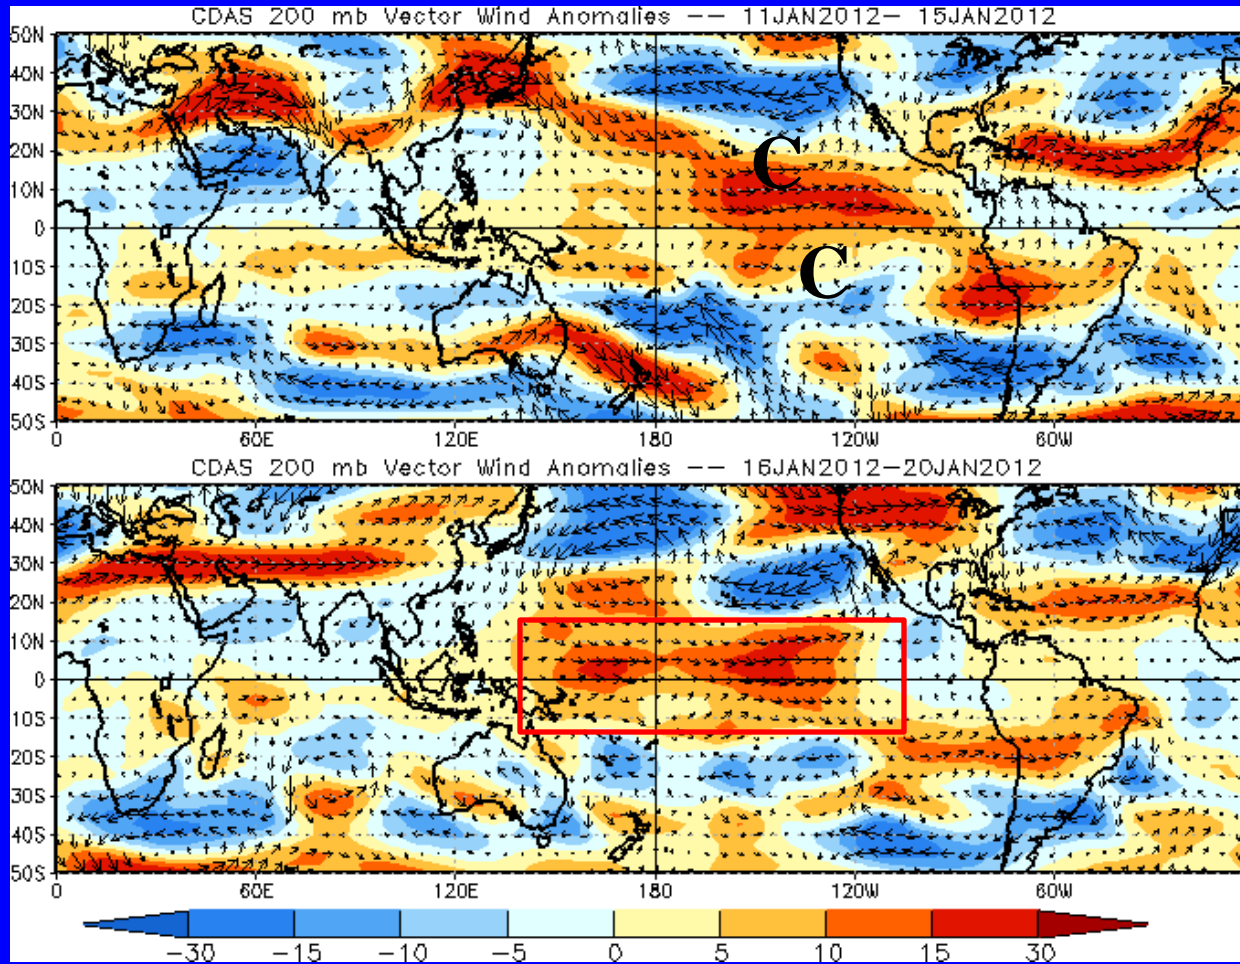 CDAS 200 mb Vector Wind Anomalies -- 11JAN2012- 15JAN2012
50N
40N
30N
20N
10N
0
10S
20S
30S
40S
50S
C
C
0 60E 120E 180 120W 60W
CDAS 200 mb Vector Wind Anomalies -- 16JAN2012-20JAN2012
50N
40N
30N
20N
10N
0
10S
20S
30S
40S
50S
0 60E 120E 180 120W 60W
-30 -15 -10 -5 0 5 10 15 30